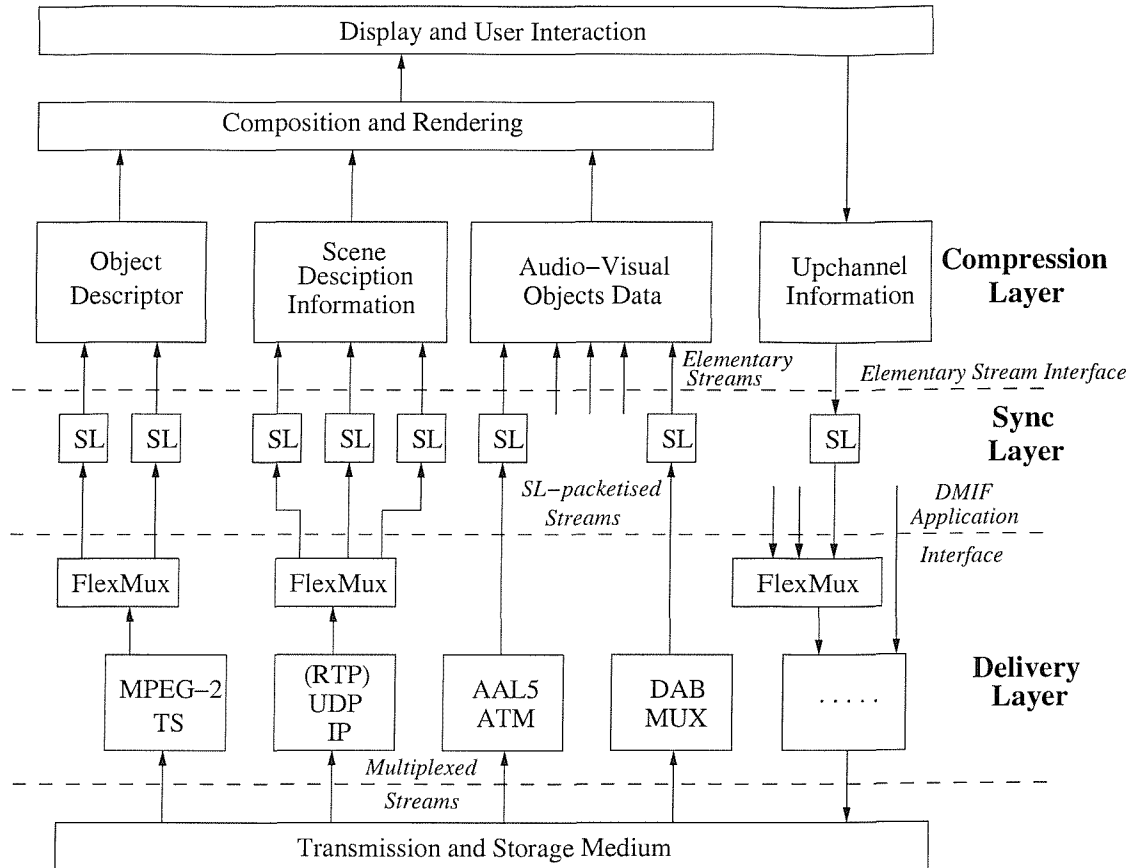 Display and User Interaction
Composition and Rendering
Object
Descriptor
Scene
Desciption
Information
Audio–Visual
Objects Data
Upchannel
Information
Compression
Layer
Elementary
Streams
Elementary Stream Interface
SL
SL
SL
SL
SL
SL
SL
SL
Sync
Layer
SL–packetised
Streams
DMIF
Application
Interface
FlexMux
FlexMux
FlexMux
MPEG–2
TS
(RTP)
UDP
IP
AAL5
ATM
DAB
MUX
. . . . .
Delivery
Layer
Multiplexed
Streams
Transmission and Storage Medium